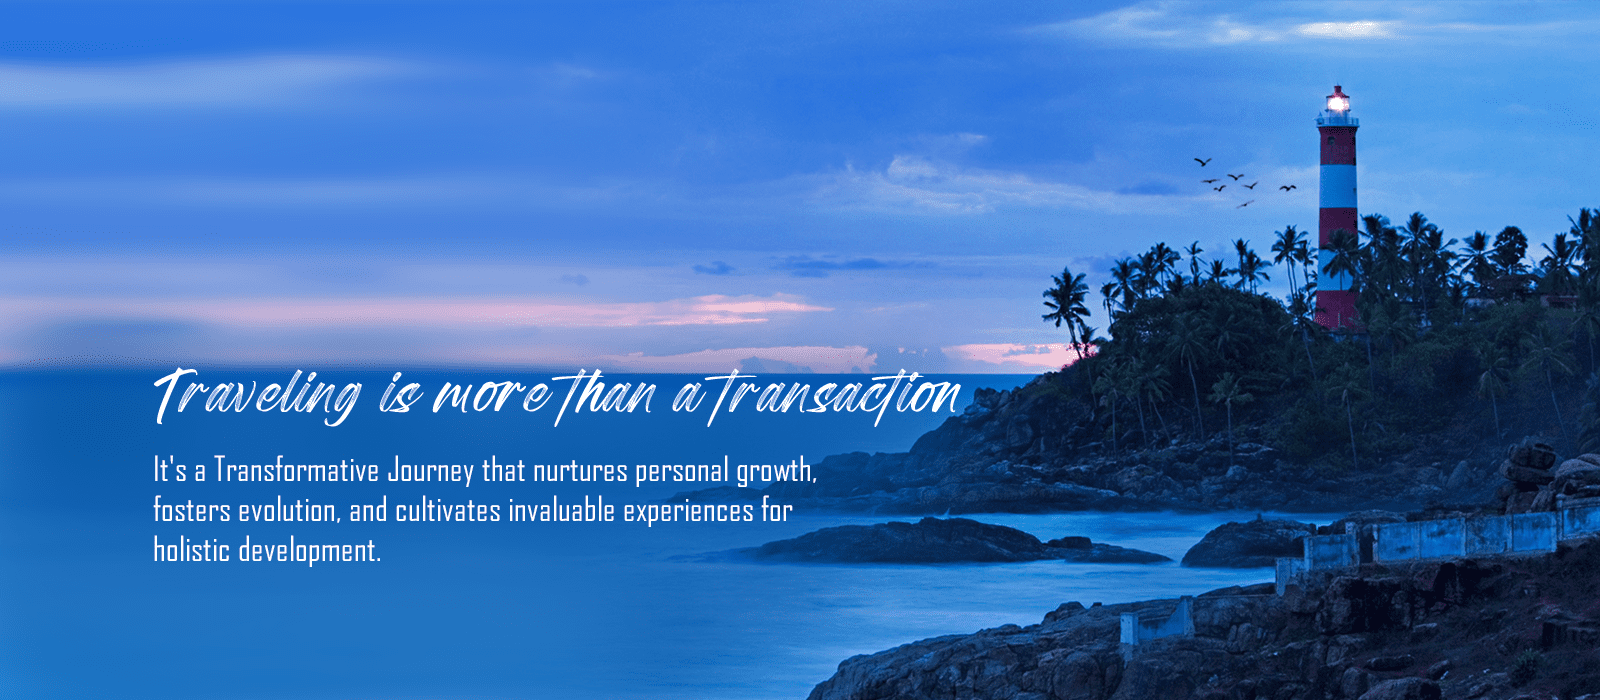 Traveling is more than a transaction
It's a Transformative Journey that nurtures personal growth,
fosters evolution, and cultivates invaluable experiences for
holistic development.